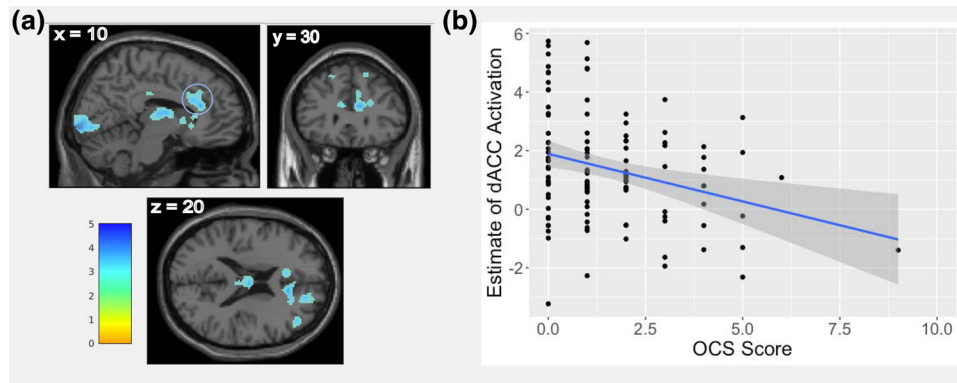 (a)
x = 10
y = 30
z = 20
5
4
3
2
1
0
(b)
Estimate of dACC Activation
6
4
2
0
-2
0.0 2.5 5.0 7.5 10.0
OCS Score